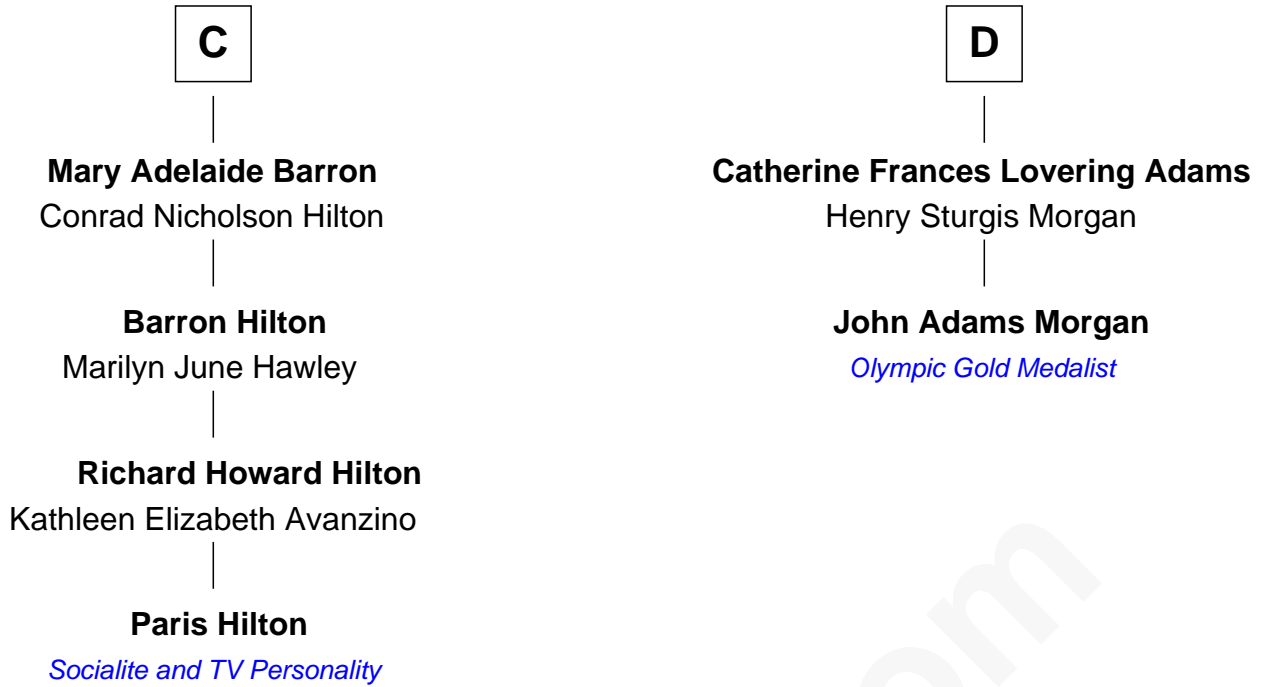 C
Mary Adelaide Barron
Conrad Nicholson Hilton
Barron Hilton
Marilyn June Hawley
Richard Howard Hilton
Kathleen Elizabeth Avanzino
Paris Hilton
Socialite and TV Personality
D
Catherine Frances Lovering Adams
Henry Sturgis Morgan
John Adams Morgan
Olympic Gold Medalist
om